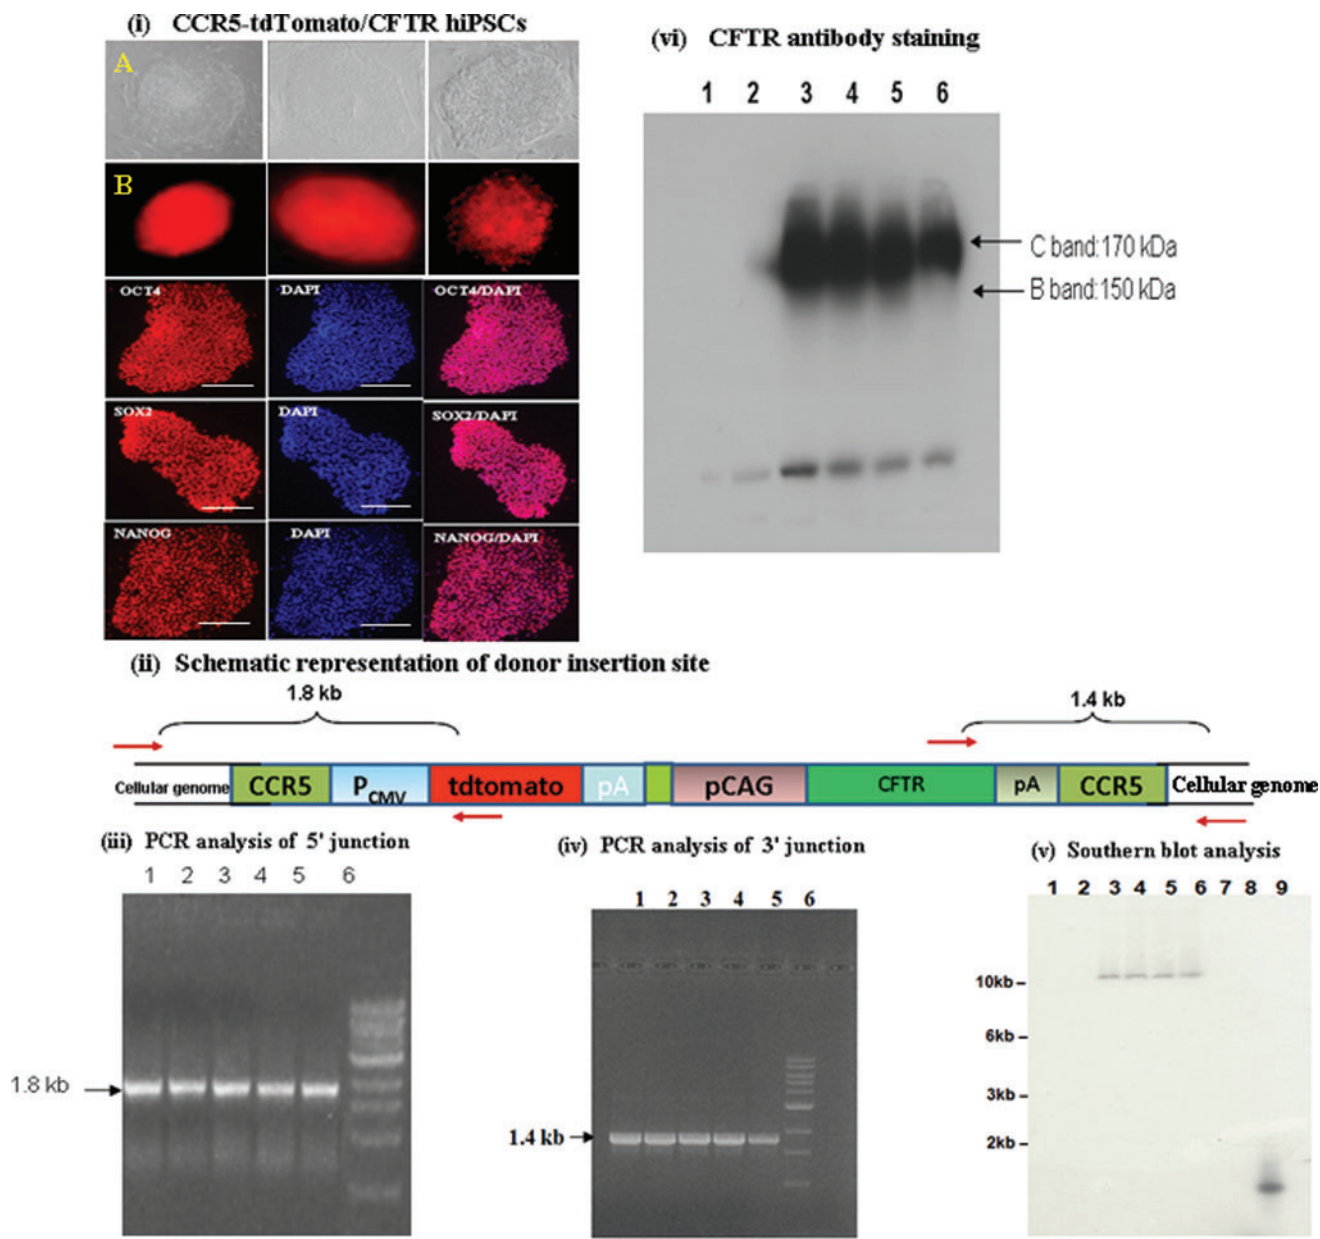 (i) CCR5-tdTomato/CFTR hiPSCs
A
B
OCT4 DAPI OCT4/DAPI
SOX2 DAPI SOX2/DAPI
NANOG DAPI NANOG/DAPI
(vi) CFTR antibody staining
1 2 3 4 5 6
C band:170 kDa
B band:150 kDa
(ii) Schematic representation of donor insertion site
1.8 kb 1.4 kb
Cellular genome CCR5 PCMV tdtomato pA pCAG CFTR pA CCR5 Cellular genome
(iii) PCR analysis of 5' junction
1 2 3 4 5 6
1.8 kb
(iv) PCR analysis of 3' junction
1 2 3 4 5 6
1.4 kb
(v) Southern blot analysis
1 2 3 4 5 6 7 8 9
10kb
6kb
3kb
2kb